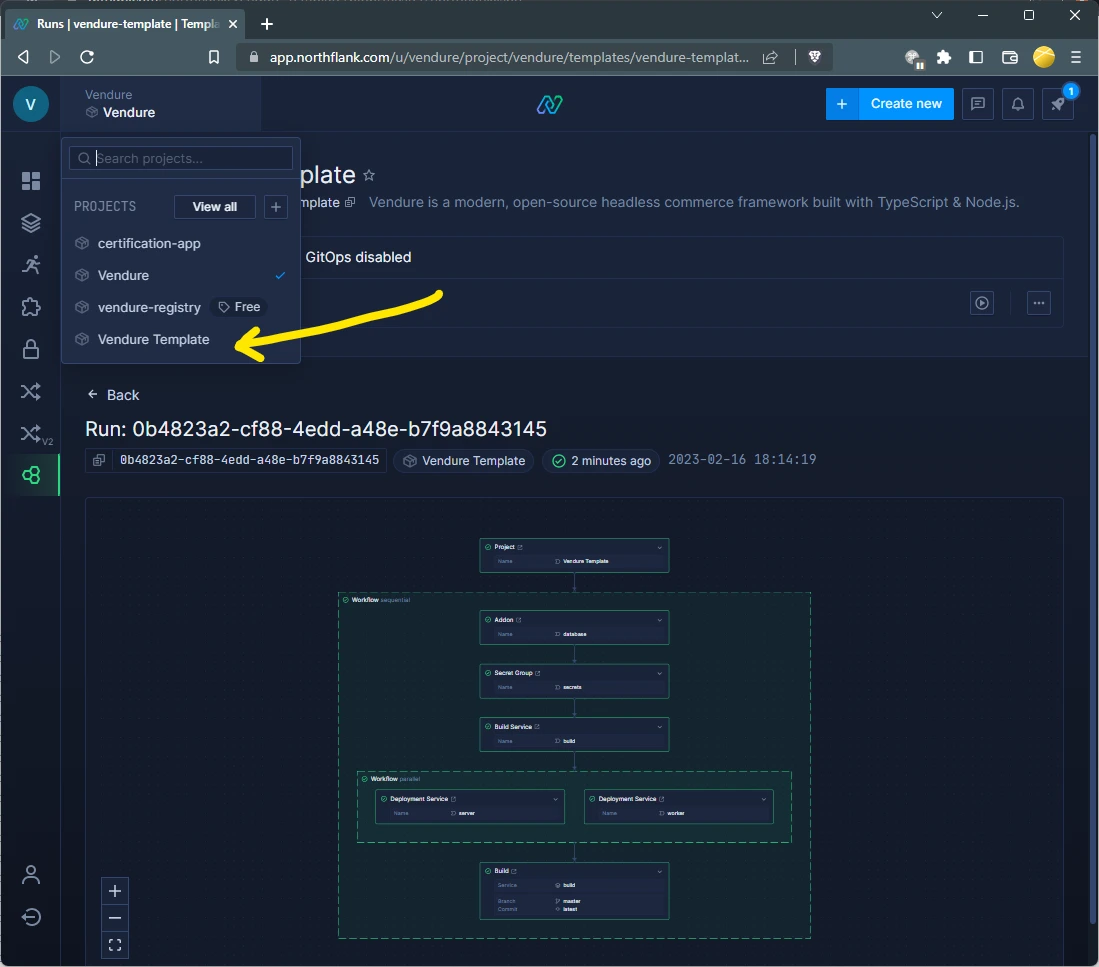 Runs | vendure-template | Templa
app.northflank.com/u/vendure/project/vendure/templates/vendure-templat...
V
Vendure
Vendure
+ Create new
1
Search projects...
PROJECTS
View all
+
certification-app
Vendure
vendure-registry Free
Vendure Template
plate
mplate Vendure is a modern, open-source headless commerce framework built with TypeScript & Node.js.
GitOps disabled
V2
← Back
Run: 0b4823a2-cf88-4edd-a48e-b7f9a8843145
0b4823a2-cf88-4edd-a48e-b7f9a8843145 Vendure Template 2 minutes ago 2023-02-16 18:14:19
Project
Name Vendure Template
Workflow sequential
Addon
Name database
Secret Group
Name secrets
Build Service
Name build
Workflow parallel
Deployment Service
Name server
Deployment Service
Name worker
Build
Service build
Branch master
Commit latest